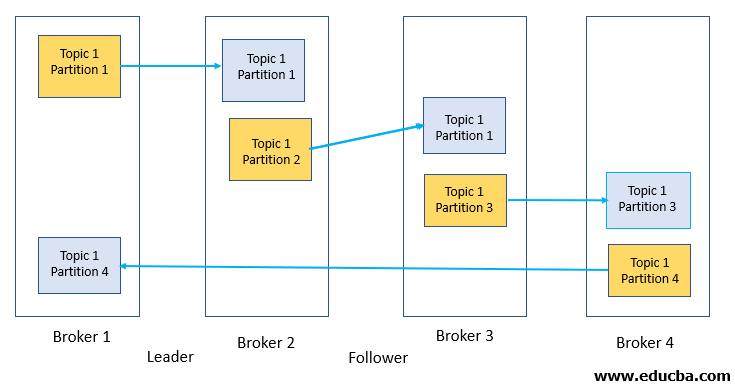 Topic 1
Partition 1
Topic 1
Partition 4
Broker 1
Topic 1
Partition 1
Topic 1
Partition 2
Broker 2
Topic 1
Partition 1
Topic 1
Partition 3
Broker 3
Topic 1
Partition 3
Topic 1
Partition 4
Broker 4
Leader
Follower
www.educba.com